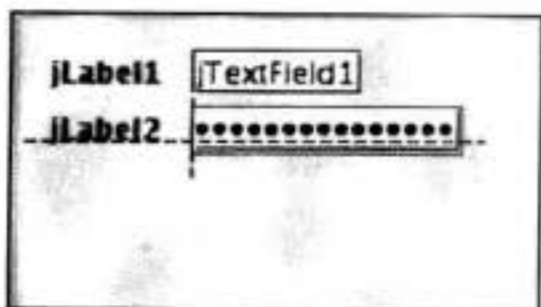 jLabel1 jTextField1
jLabel2 ••••••••••••••••